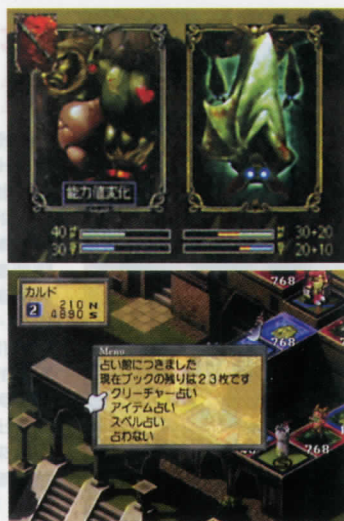 能力値変化
40 30+20
30 20+10
カルド
2 210 N
4890 S
768
Menu
占い館につきました
現在ブックの残りは23枚です
クリーチャー占い
768
アイテム占い
スペル占い
768
占わない